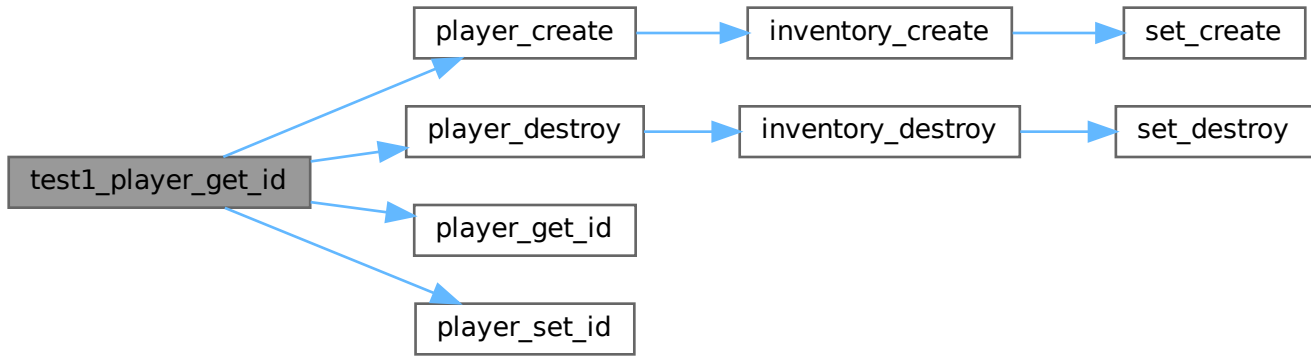 player_create
inventory_create
set_create
player_destroy
inventory_destroy
set_destroy
test1_player_get_id
player_get_id
player_set_id